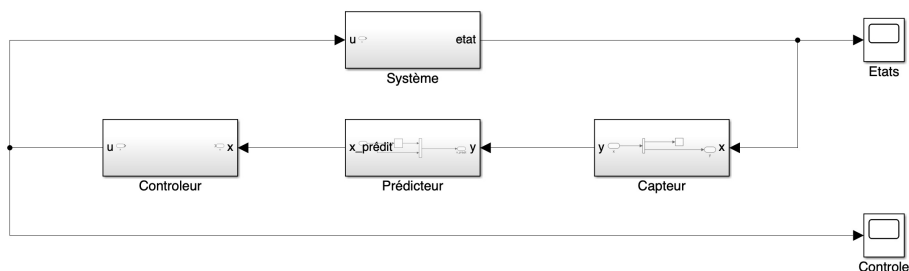 u
etat
Système
Etats
u
x
Controleur
x_prédit
y
Prédicteur
y
x
Capteur
Controle